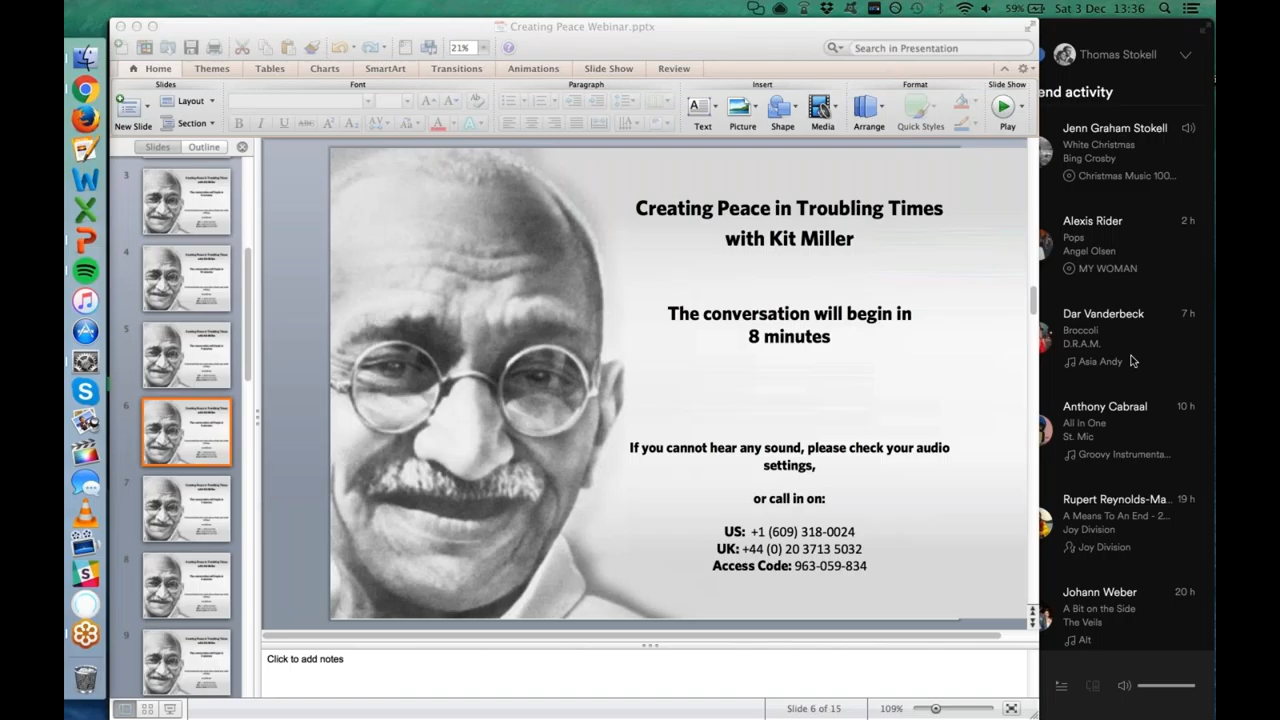 59%
Sat 3 Dec 13:36
Creating Peace Webinar.pptx
21%
Search in Presentation
Home
Themes
Tables
Charts
SmartArt
Transitions
Animations
Slide Show
Review
Slides
Font
Paragraph
Insert
Format
Slide Show
New Slide
Layout
Section
Text
Picture
Shape
Media
Arrange
Quick Styles
Play
Slides
Outline
3
4
5
6
7
8
9
Creating Peace in Troubling Times
with Kit Miller
The conversation will begin in
8 minutes
If you cannot hear any sound, please check your audio
settings,
or call in on:
US: +1 (609) 318-0024
UK: +44 (0) 20 3713 5032
Access Code: 963-059-834
Click to add notes
Slide 6 of 15
109%
Thomas Stokell
end activity
Jenn Graham Stokell
White Christmas
Bing Crosby
Christmas Music 100...
Alexis Rider 2 h
Pops
Angel Olsen
MY WOMAN
Dar Vanderbeck 7 h
Broccoli
D.R.A.M.
Asia Andy
Anthony Cabraal 10 h
All In One
St. Mic
Groovy Instrumenta...
Rupert Reynolds-Ma... 19 h
A Means To An End - 2...
Joy Division
Joy Division
Johann Weber 20 h
A Bit on the Side
The Veils
Alt